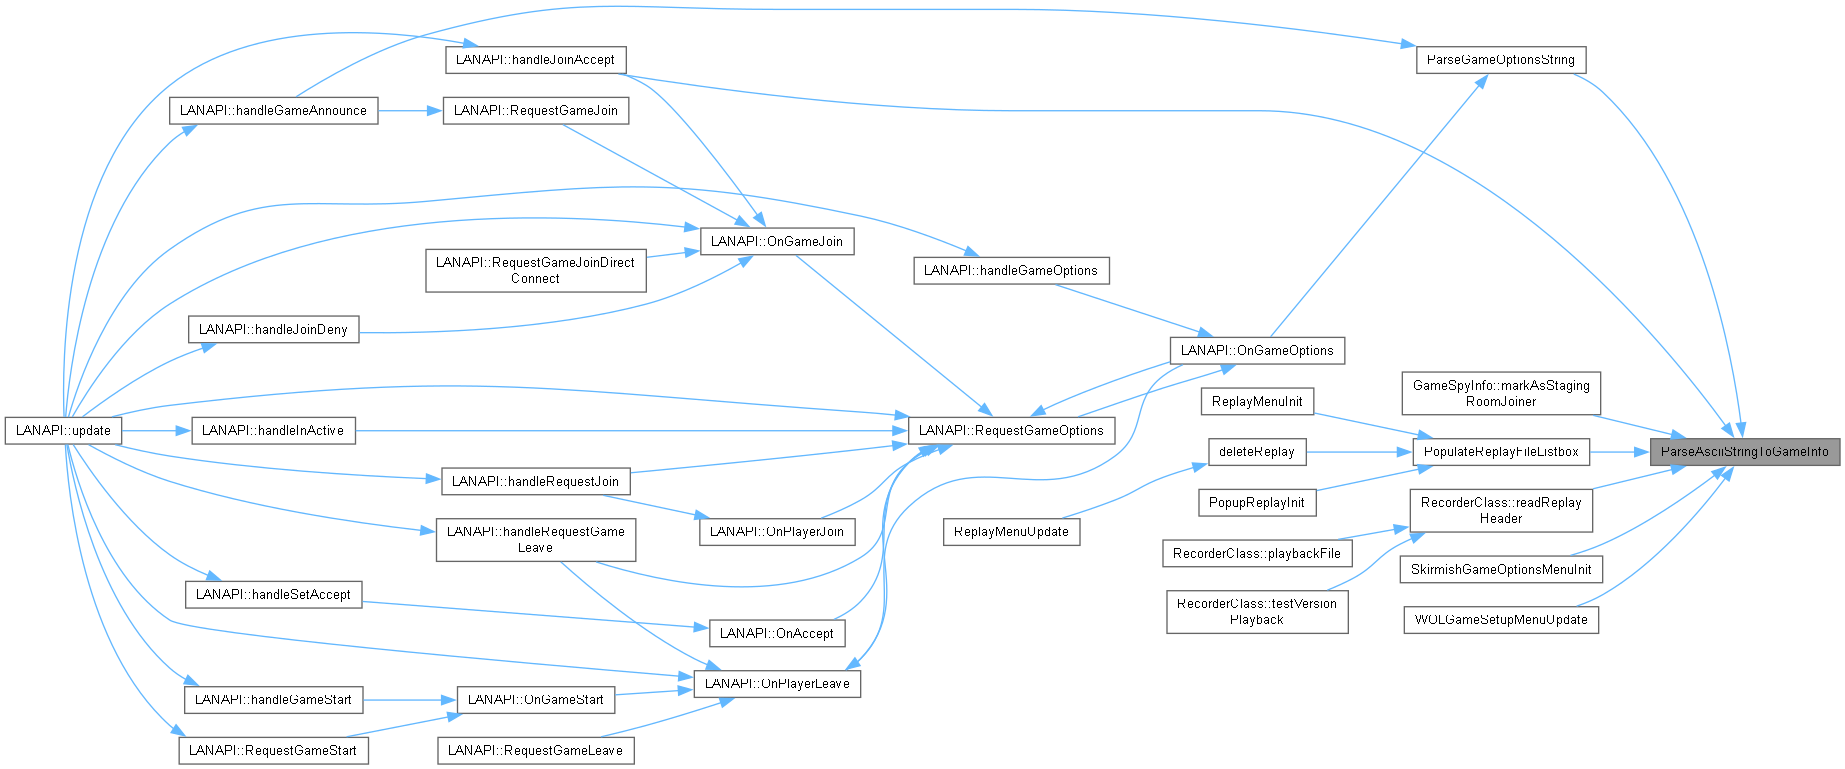 LANAPI::handleJoinAccept
ParseGameOptionsString
LANAPI::handleGameAnnounce
LANAPI::RequestGameJoin
LANAPI::OnGameJoin
LANAPI::RequestGameJoinDirect
Connect
LANAPI::handleGameOptions
LANAPI::handleJoinDeny
LANAPI::OnGameOptions
GameSpyInfo::markAsStaging
RoomJoiner
ReplayMenuInit
LANAPI::update
LANAPI::handleInActive
LANAPI::RequestGameOptions
deleteReplay
PopulateReplayFileListbox
ParseAsciiStringToGameInfo
LANAPI::handleRequestJoin
PopupReplayInit
RecorderClass::readReplay
Header
LANAPI::handleRequestGame
Leave
LANAPI::OnPlayerJoin
ReplayMenuUpdate
RecorderClass::playbackFile
SkirmishGameOptionsMenuInit
LANAPI::handleSetAccept
RecorderClass::testVersion
Playback
WOLGameSetupMenuUpdate
LANAPI::OnAccept
LANAPI::OnPlayerLeave
LANAPI::handleGameStart
LANAPI::OnGameStart
LANAPI::RequestGameStart
LANAPI::RequestGameLeave